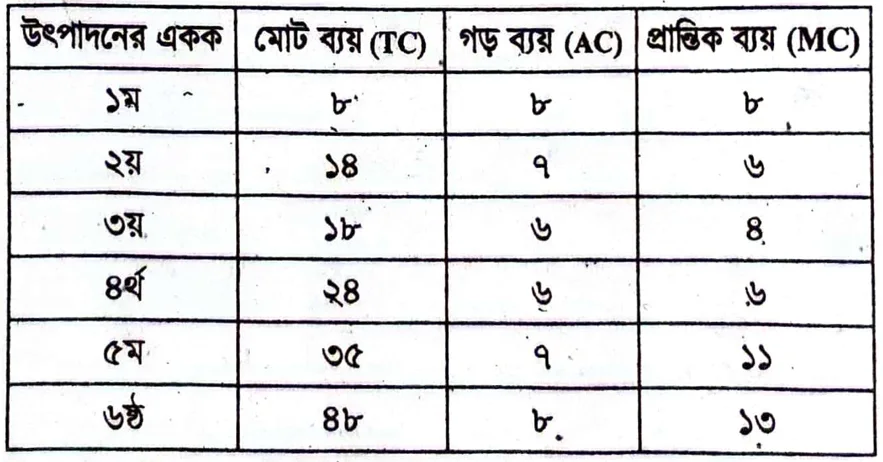 উৎপাদনের একক মোট ব্যয় (TC) গড় ব্যয় (AC) প্রান্তিক ব্যয় (MC)
১ম ৮ ৮ ৮
২য় ১৪ ৭ ৬
৩য় ১৮ ৬ ৪
৪র্থ ২৪ ৬ ৬
৫ম ৩৫ ৭ ১১
৬ষ্ঠ ৪৮ ৮ ১৩